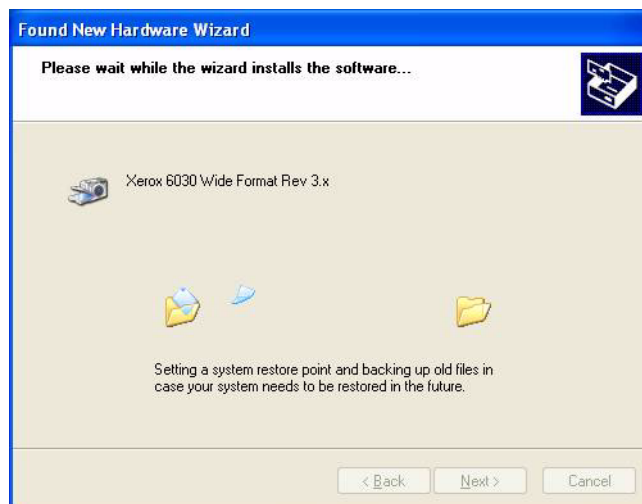 Found New Hardware Wizard
Please wait while the wizard installs the software...
Xerox 6030 Wide Format Rev 3.x
Setting a system restore point and backing up old files in
case your system needs to be restored in the future.
< Back
Next >
Cancel